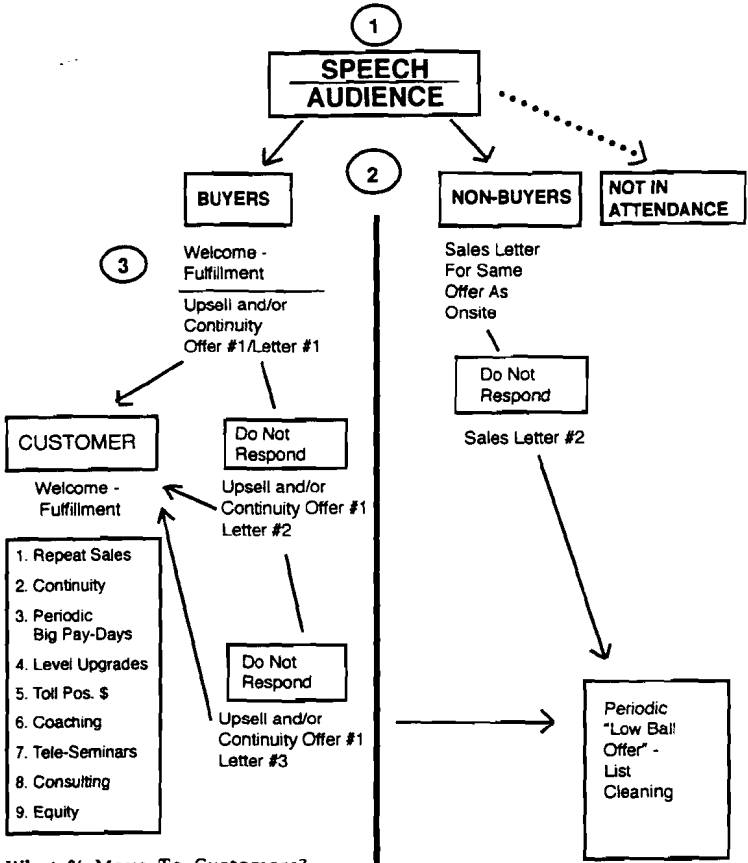 1
SPEECH
AUDIENCE
2
BUYERS
NON-BUYERS
NOT IN
ATTENDANCE
3
Welcome -
Fulfillment
Upsell and/or
Continuity
Offer #1/Letter #1
Sales Letter
For Same
Offer As
Onsite
Do Not
Respond
Sales Letter #2
CUSTOMER
Welcome -
Fulfillment
Do Not
Respond
Upsell and/or
Continuity Offer #1
Letter #2
1. Repeat Sales
2. Continuity
3. Periodic
Big Pay-Days
4. Level Upgrades
5. Toll Pos. $
6. Coaching
7. Tele-Seminars
8. Consulting
9. Equity
Do Not
Respond
Upsell and/or
Continuity Offer #1
Letter #3
Periodic
"Low Ball
Offer" -
List
Cleaning
What % Move To Customers?